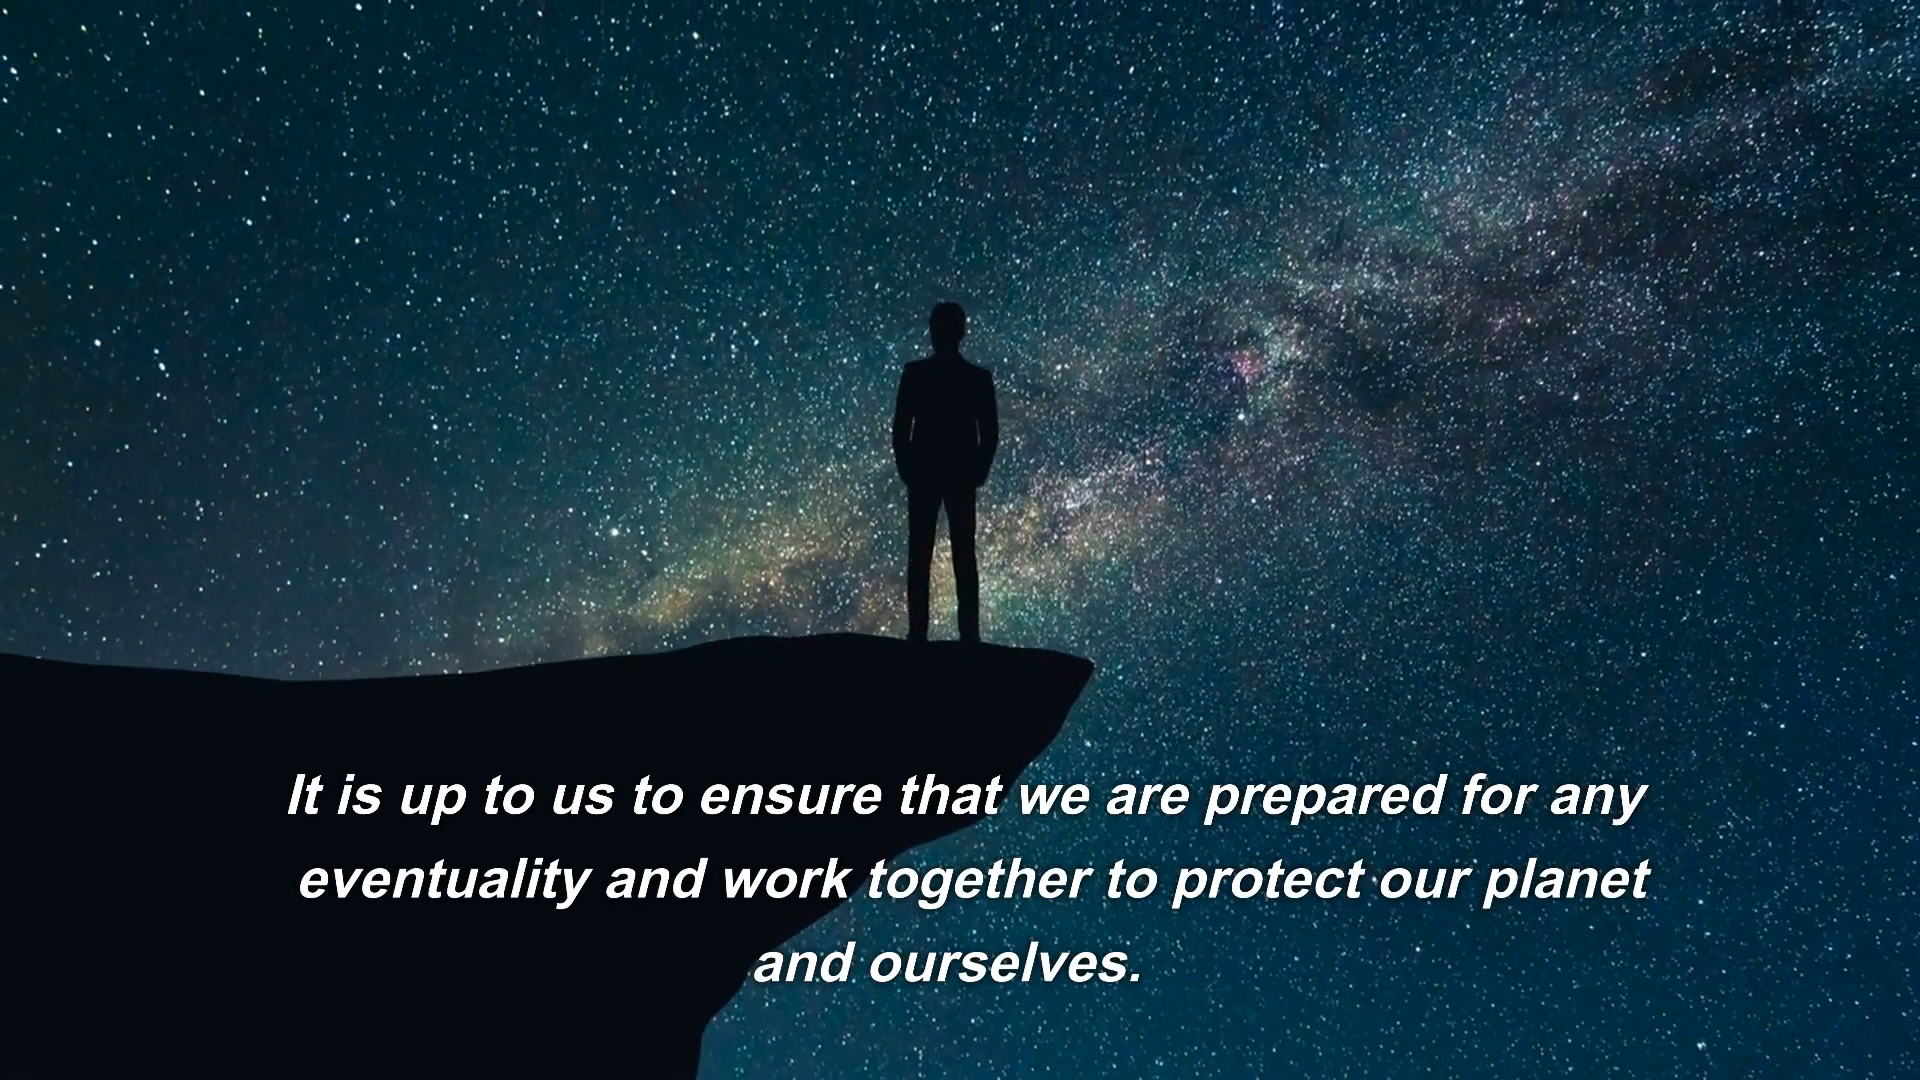 It is up to us to ensure that we are prepared for any
eventuality and work together to protect our planet
and ourselves.